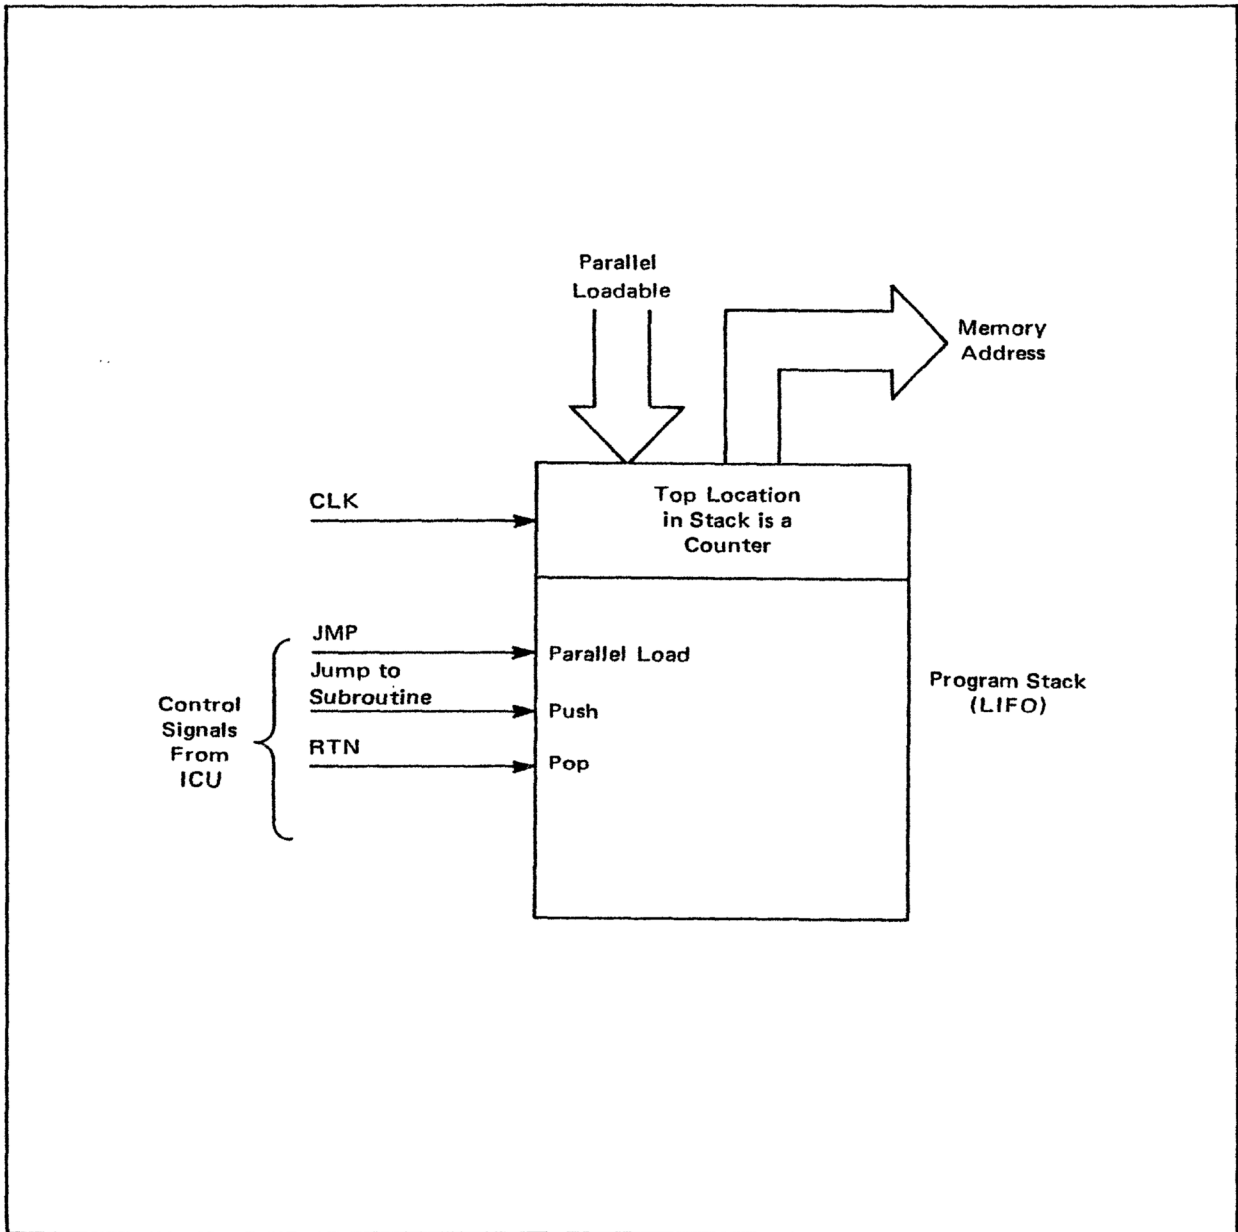 Parallel
Loadable
Memory
Address
CLK
Top Location
in Stack is a
Counter
JMP
Parallel Load
Jump to
Subroutine
Push
RTN
Pop
Control
Signals
From
ICU
Program Stack
(LIFO)